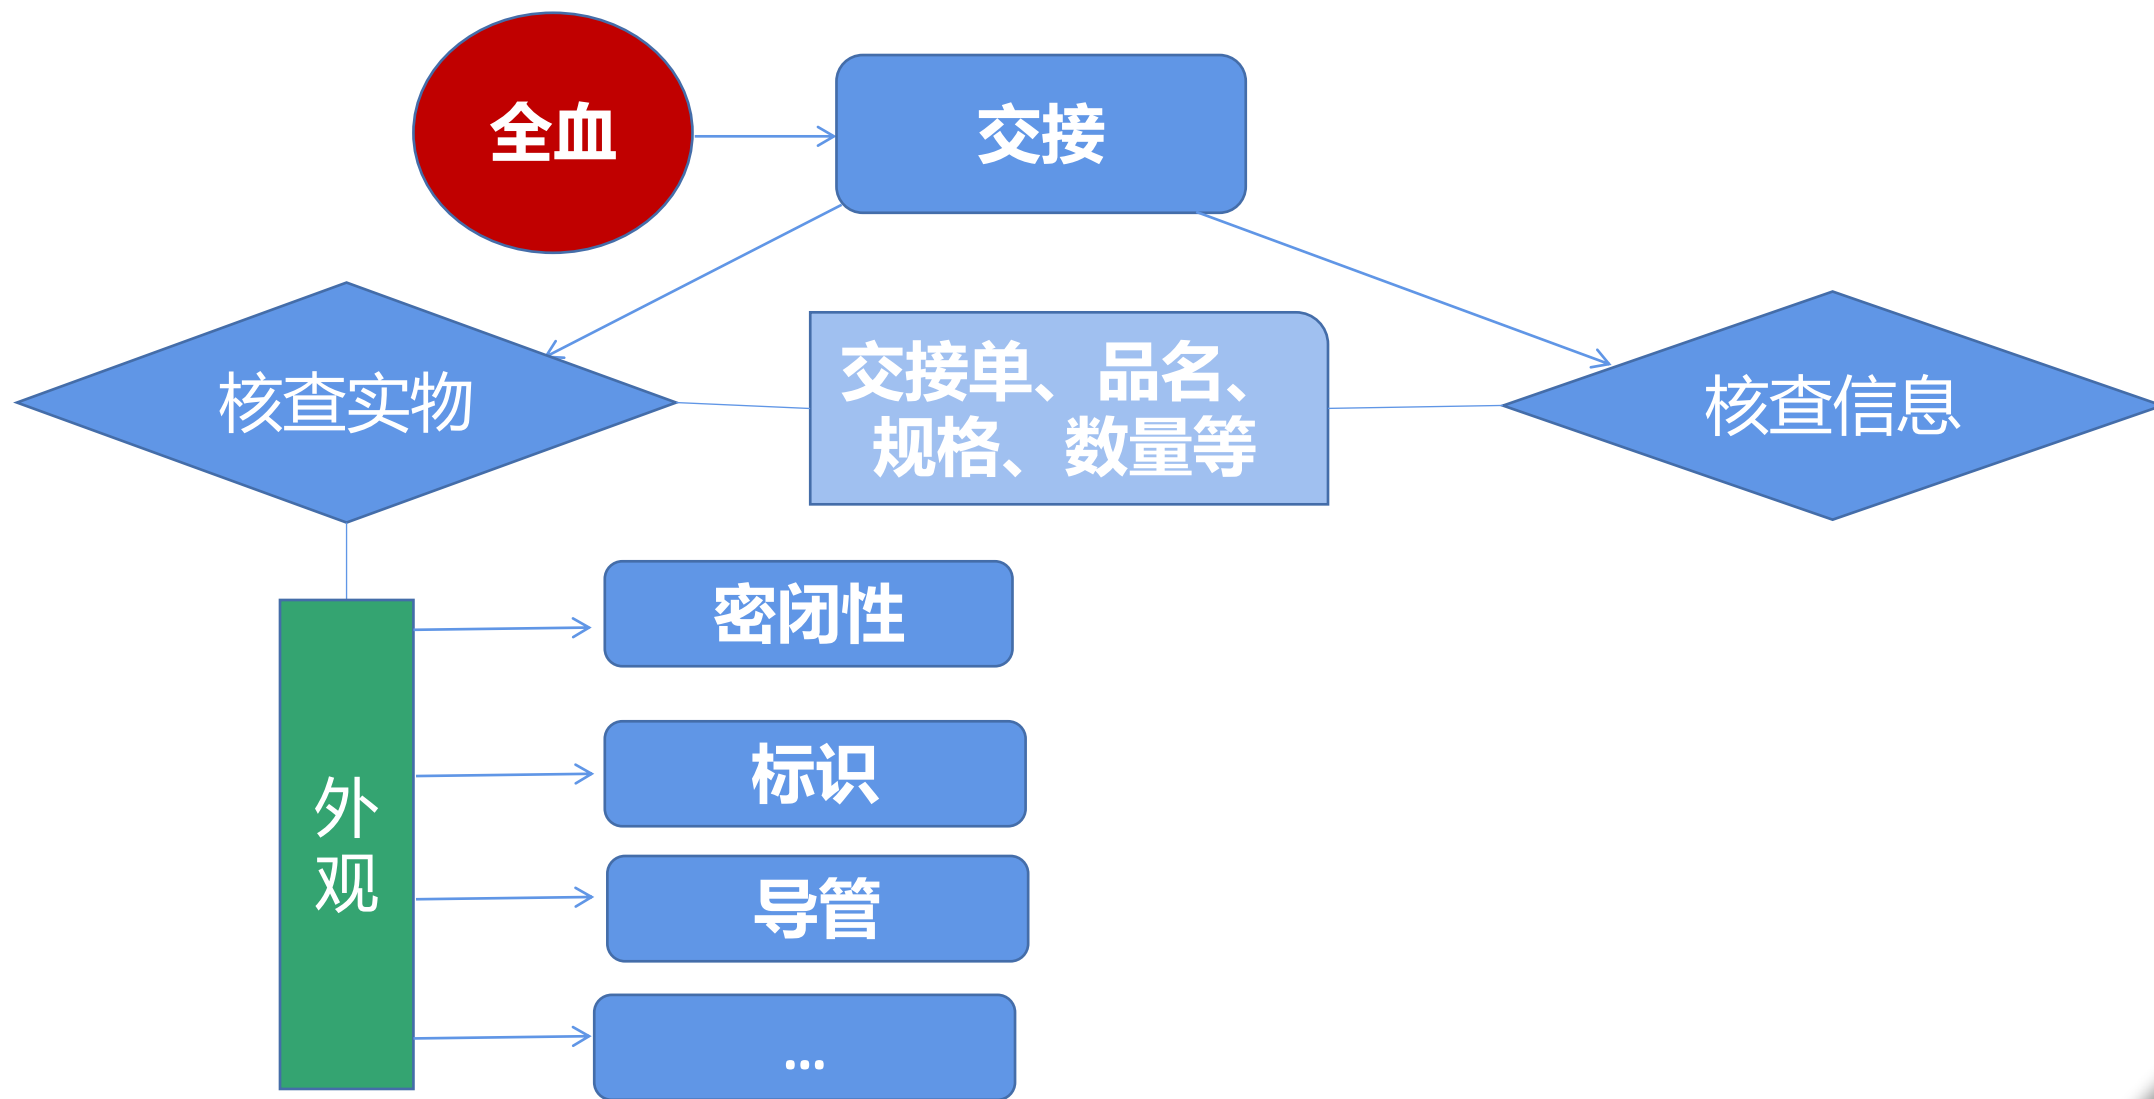 全血
交接
核查实物
交接单、品名、
规格、数量等
核查信息
外
观
密闭性
标识
导管
...